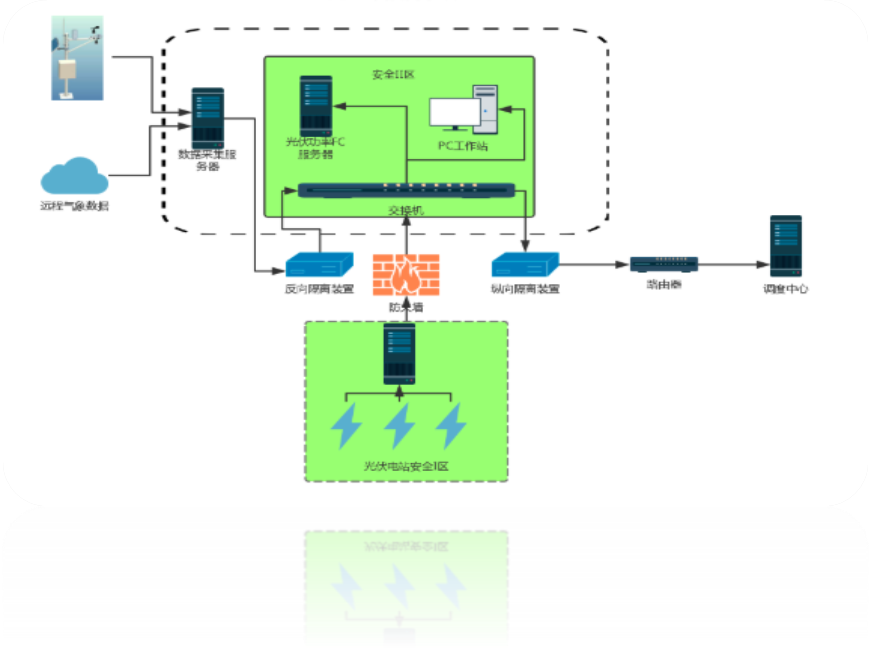 安全II区
光伏功率FC
服务器
PC工作站
数据采集服
务器
远程气象数据
交换机
反向隔离装置
防火墙
纵向隔离装置
路由器
调度中心
光伏电站安全I区